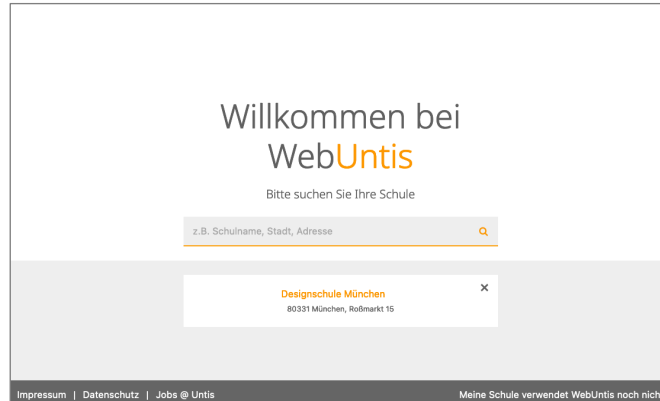 Willkommen bei
WebUntis
Bitte suchen Sie Ihre Schule
z.B. Schulname, Stadt, Adresse
Designschule München
80331 München, Roßmarkt 15
Impressum | Datenschutz | Jobs @ Untis
Meine Schule verwendet WebUntis noch nich